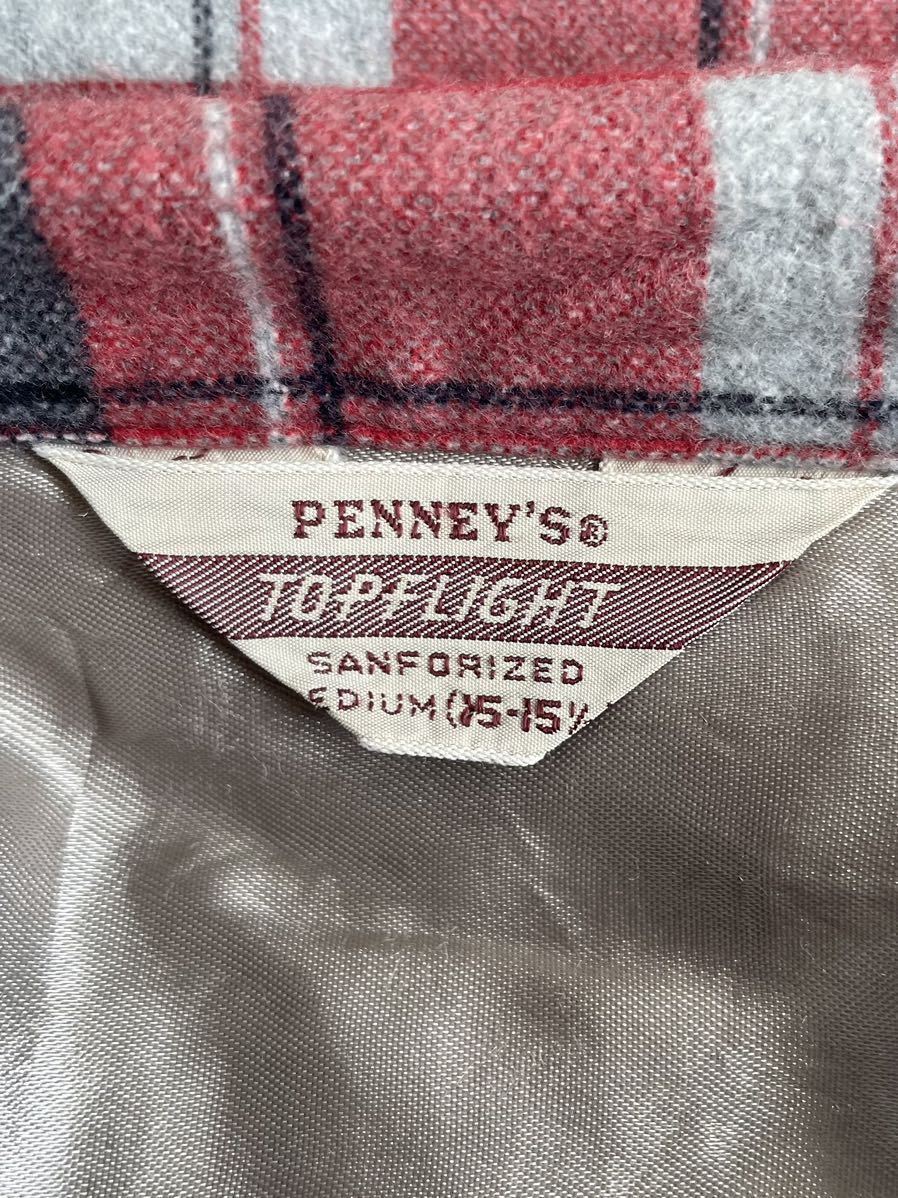 PENNEY'S®
TOPFLIGHT
SANFORIZED
EDIUM (15-15½